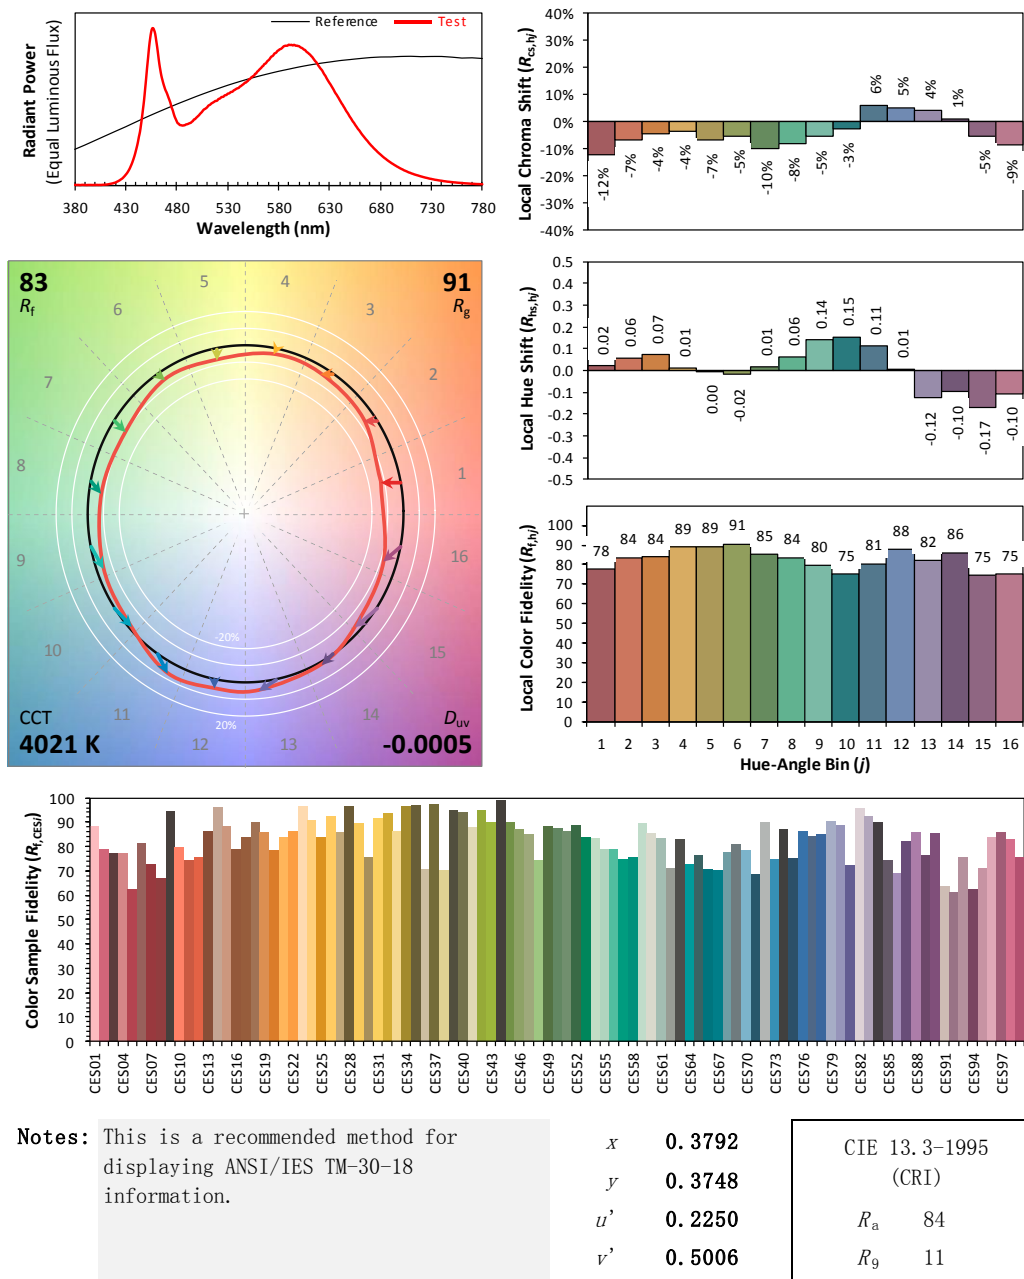 Reference
Test
Radiant Power
(Equal Luminous Flux)
380 430 480 530 580 630 680 730 780
Wavelength (nm)
Local Chroma Shift (Rcs,hj)
40%
30%
20%
10%
0%
-10%
-20%
-30%
-40%
-12% -7% -4% -4% -7% -5% -10% -8% -5% -3% 6% 5% 4% 1% -5% -9%
83
Rf
91
Rg
5 4
6 3
7 2
8 1
9 16
10 15
11 14
12 13
-20%
20%
CCT
4021 K
Duv
-0.0005
Local Hue Shift (Rhs,hj)
0.5
0.4
0.3
0.2
0.1
0.0
-0.1
-0.2
-0.3
-0.4
-0.5
0.02 0.06 0.07 0.01 0.00 -0.02 0.01 0.06 0.14 0.15 0.11 0.01 -0.12 -0.10 -0.17 -0.10
Local Color Fidelity (Rf,hj)
100
90
80
70
60
50
40
30
20
10
0
78 84 84 89 89 91 85 84 80 75 81 88 82 86 75 75
1 2 3 4 5 6 7 8 9 10 11 12 13 14 15 16
Hue-Angle Bin (j)
Color Sample Fidelity (Rf,CESi)
100
90
80
70
60
50
40
30
20
10
0
CES01 CES04 CES07 CES10 CES13 CES16 CES19 CES22 CES25 CES28 CES31 CES34 CES37 CES40 CES43 CES46 CES49 CES52 CES55 CES58 CES61 CES64 CES67 CES70 CES73 CES76 CES79 CES82 CES85 CES88 CES91 CES94 CES97
Notes: This is a recommended method for
displaying ANSI/IES TM-30-18
information.
x 0.3792
y 0.3748
u' 0.2250
v' 0.5006
CIE 13.3-1995
(CRI)
Ra 84
R9 11